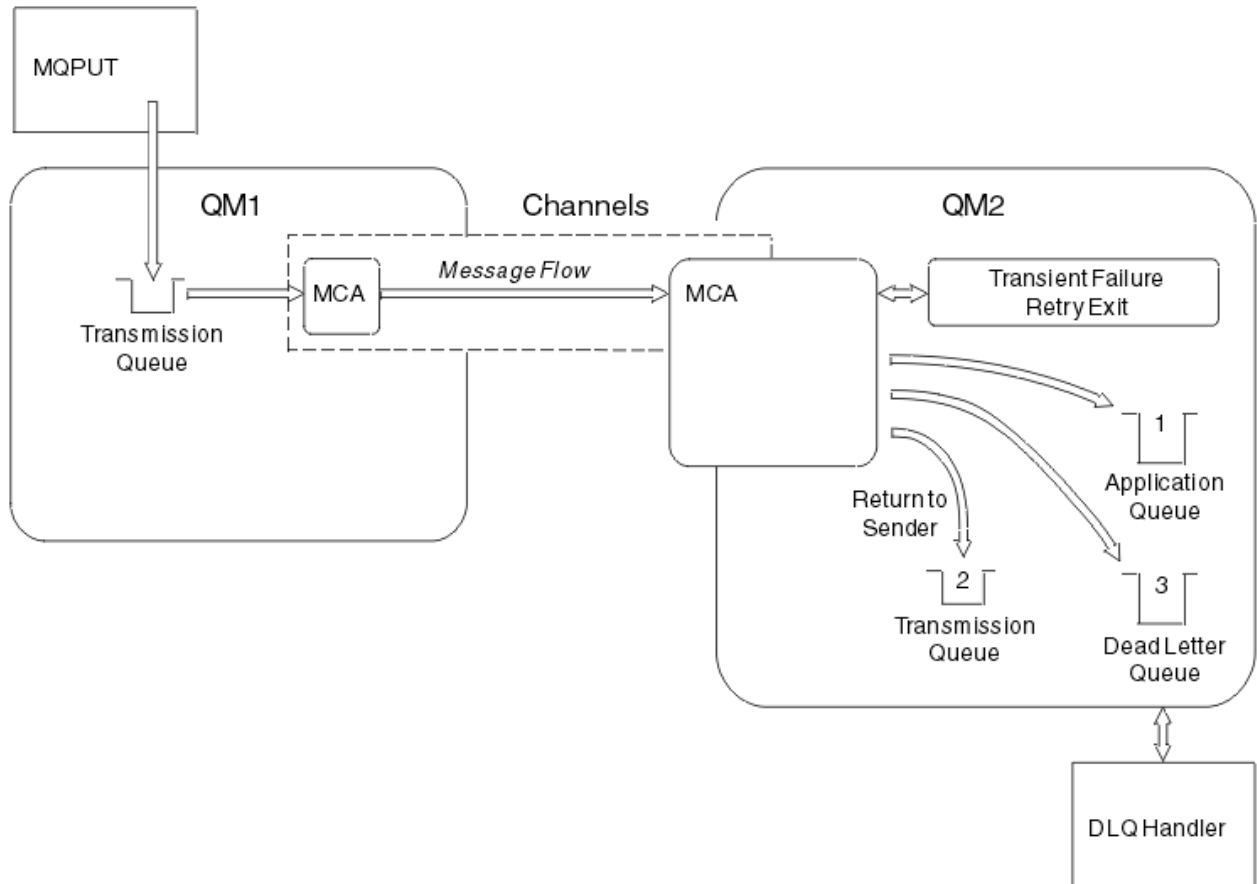 MQPUT
QM1
Channels
QM2
MCA
Message Flow
MCA
Transient Failure
Retry Exit
Transmission
Queue
1
Application
Queue
Return to
Sender
2
Transmission
Queue
3
Dead Letter
Queue
DLQ Handler